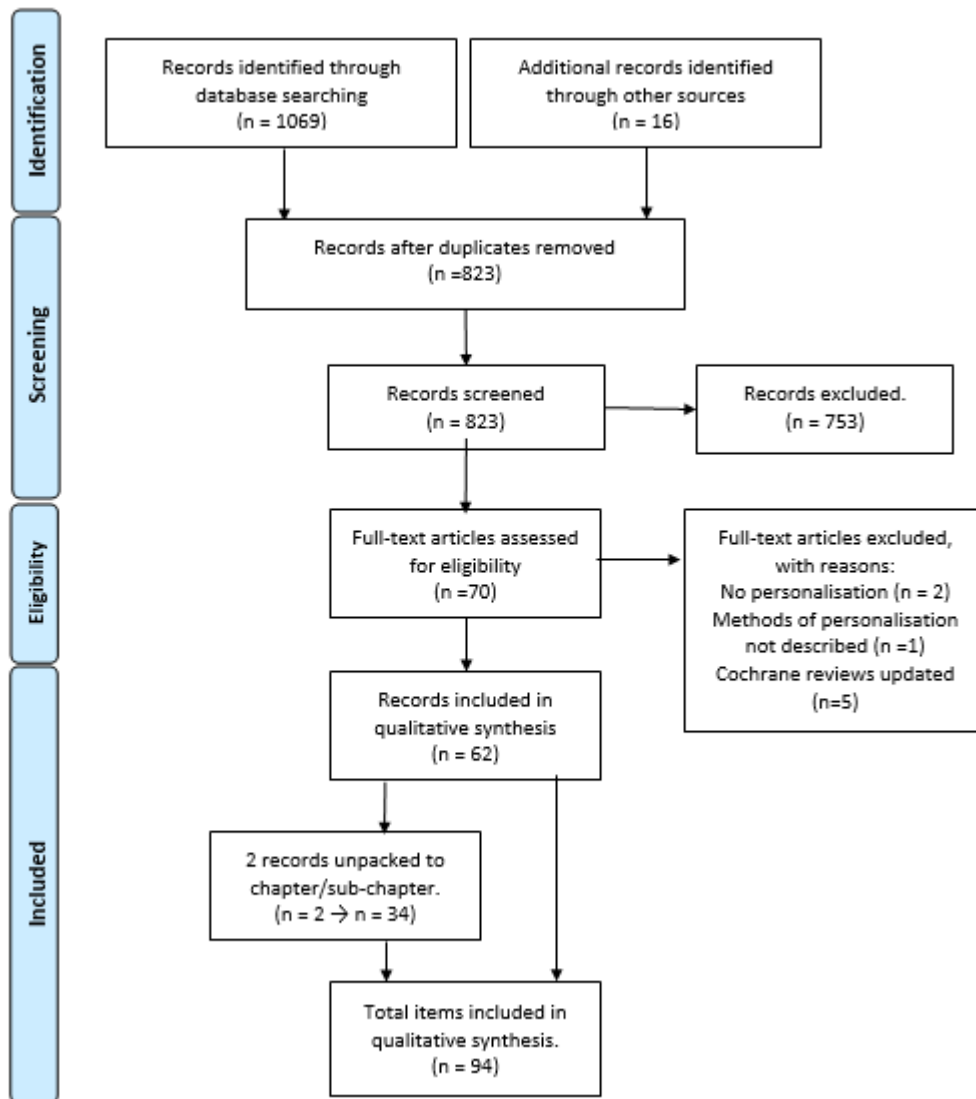 Identification
Records identified through
database searching
(n = 1069)
Additional records identified
through other sources
(n = 16)
Screening
Records after duplicates removed
(n =823)
Records screened
(n = 823)
Records excluded.
(n = 753)
Eligibility
Full-text articles assessed
for eligibility
(n =70)
Full-text articles excluded,
with reasons:
No personalisation (n = 2)
Methods of personalisation
not described (n =1)
Cochrane reviews updated
(n=5)
Included
Records included in
qualitative synthesis
(n = 62)
2 records unpacked to
chapter/sub-chapter.
(n = 2 → n = 34)
Total items included in
qualitative synthesis.
(n = 94)